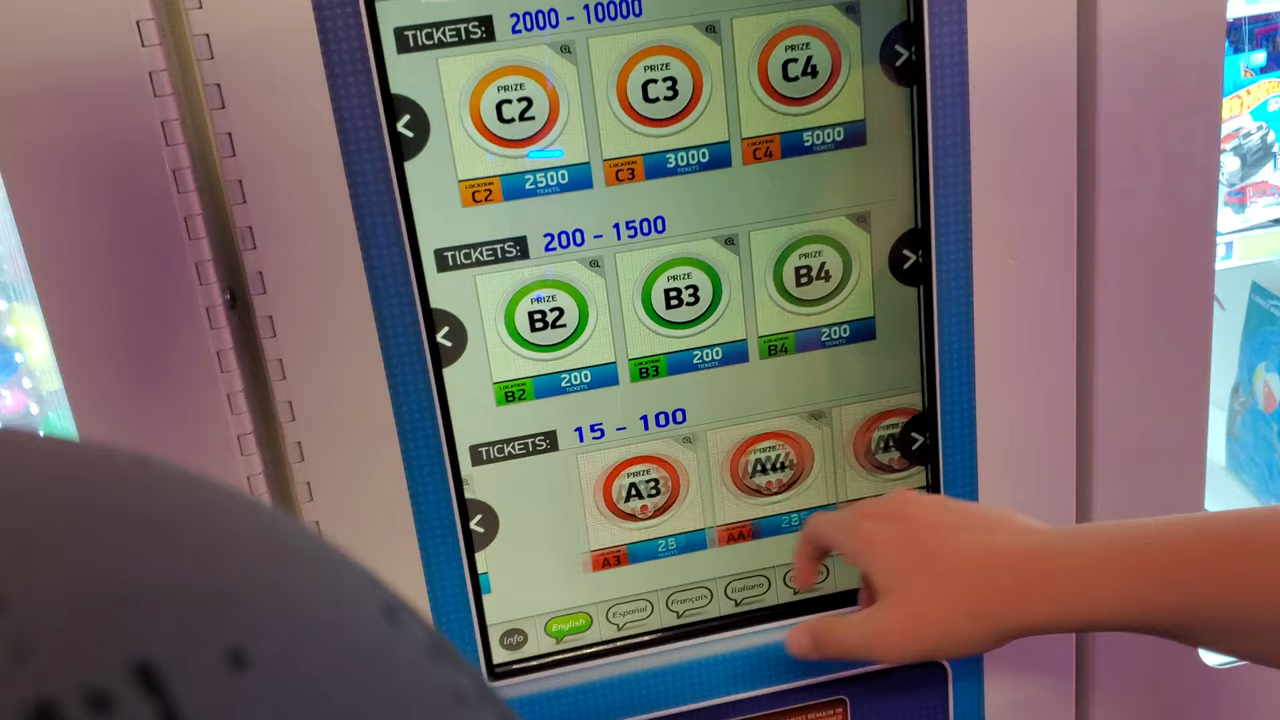 TICKETS: 2000 - 10000
PRIZE C2
PRIZE C3
PRIZE C4
LOCATION C2 2500 TICKETS
LOCATION C3 3000 TICKETS
LOCATION C4 5000 TICKETS
TICKETS: 200 - 1500
PRIZE B2
PRIZE B3
PRIZE B4
LOCATION B2 200 TICKETS
LOCATION B3 200 TICKETS
LOCATION B4 200 TICKETS
TICKETS: 15 - 100
PRIZE A3
PRIZE A4
LOCATION A3 25 TICKETS
LOCATION A4
info English Español Français Italiano
REMAIN IN